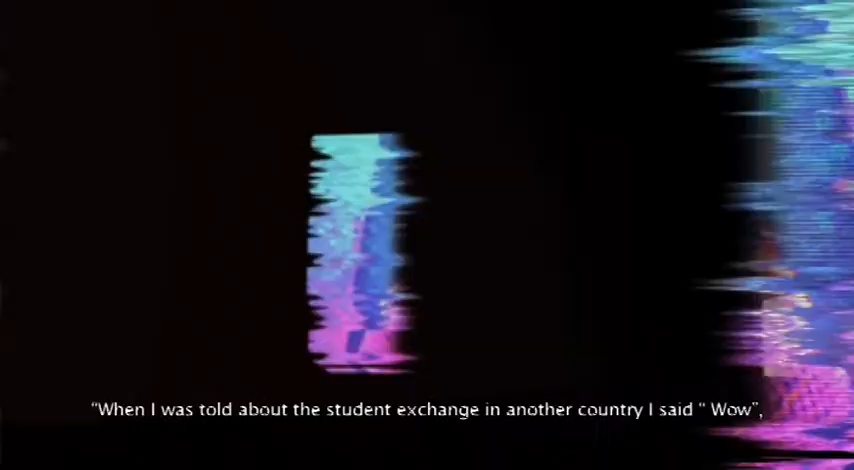 "When I was told about the student exchange in another country I said " Wow",